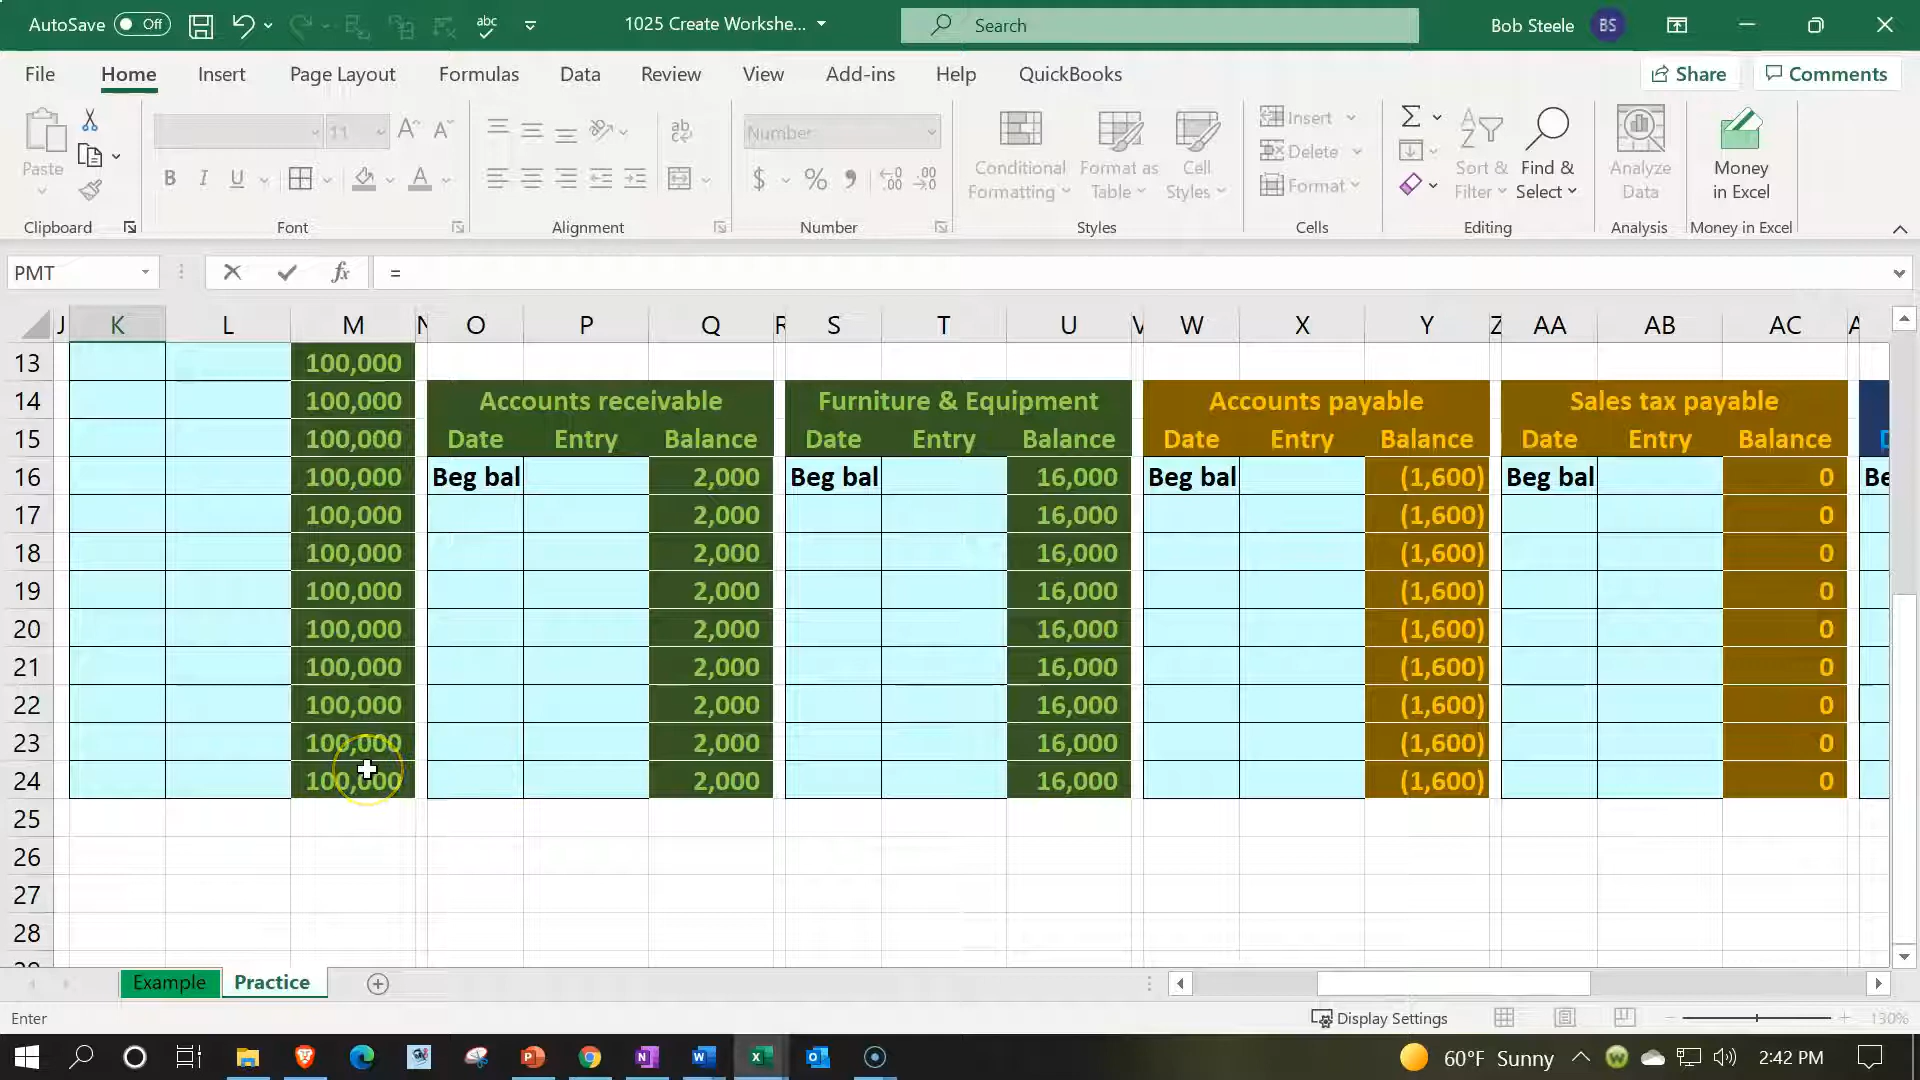 AutoSave Off 1025 Create Workshe... Search Bob Steele BS
File Home Insert Page Layout Formulas Data Review View Add-ins Help QuickBooks Share Comments
Paste 11 Number Conditional Formatting Format as Table Cell Styles Insert Delete Format Sort & Filter Find & Select Analyze Data Money in Excel
Clipboard Font Alignment Number Styles Cells Editing Analysis Money in Excel
PMT =
J K L M N O P Q R S T U V W X Y Z AA AB AC A
13 100,000
14 100,000 Accounts receivable Furniture & Equipment Accounts payable Sales tax payable
15 100,000 Date Entry Balance Date Entry Balance Date Entry Balance Date Entry Balance
16 100,000 Beg bal 2,000 Beg bal 16,000 Beg bal (1,600) Beg bal 0 Be
17 100,000 2,000 16,000 (1,600) 0
18 100,000 2,000 16,000 (1,600) 0
19 100,000 2,000 16,000 (1,600) 0
20 100,000 2,000 16,000 (1,600) 0
21 100,000 2,000 16,000 (1,600) 0
22 100,000 2,000 16,000 (1,600) 0
23 100,000 2,000 16,000 (1,600) 0
24 100,000 2,000 16,000 (1,600) 0
25
26
27
28
Example Practice
Enter Display Settings 130%
60°F Sunny 2:42 PM